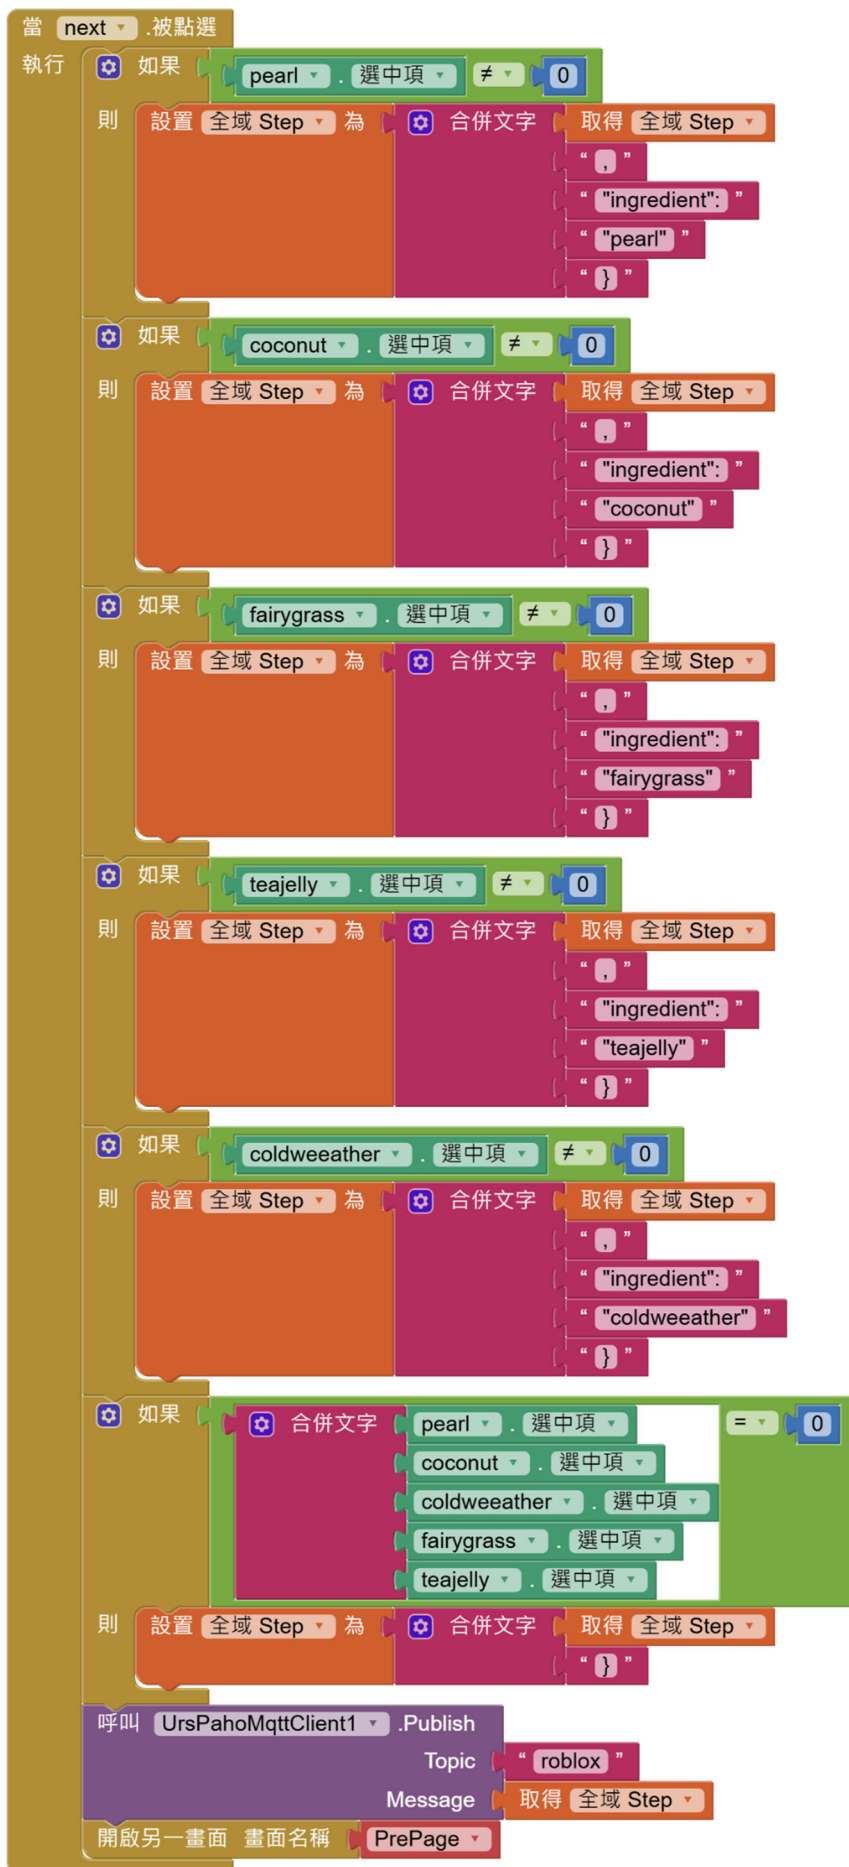 當 next .被點選
執行 如果 pearl . 選中項 ≠ 0
則 設置 全域 Step 為 合併文字 取得 全域 Step
“ , ”
“ "ingredient": ”
“ "pearl" ”
“ } ”
如果 coconut . 選中項 ≠ 0
則 設置 全域 Step 為 合併文字 取得 全域 Step
“ , ”
“ "ingredient": ”
“ "coconut" ”
“ } ”
如果 fairygrass . 選中項 ≠ 0
則 設置 全域 Step 為 合併文字 取得 全域 Step
“ , ”
“ "ingredient": ”
“ "fairygrass" ”
“ } ”
如果 teajelly . 選中項 ≠ 0
則 設置 全域 Step 為 合併文字 取得 全域 Step
“ , ”
“ "ingredient": ”
“ "teajelly" ”
“ } ”
如果 coldweeather . 選中項 ≠ 0
則 設置 全域 Step 為 合併文字 取得 全域 Step
“ , ”
“ "ingredient": ”
“ "coldweeather" ”
“ } ”
如果 合併文字 pearl . 選中項 = 0
coconut . 選中項
coldweeather . 選中項
fairygrass . 選中項
teajelly . 選中項
則 設置 全域 Step 為 合併文字 取得 全域 Step
“ } ”
呼叫 UrsPahoMqttClient1 .Publish
Topic “ roblox ”
Message 取得 全域 Step
開啟另一畫面 畫面名稱 PrePage